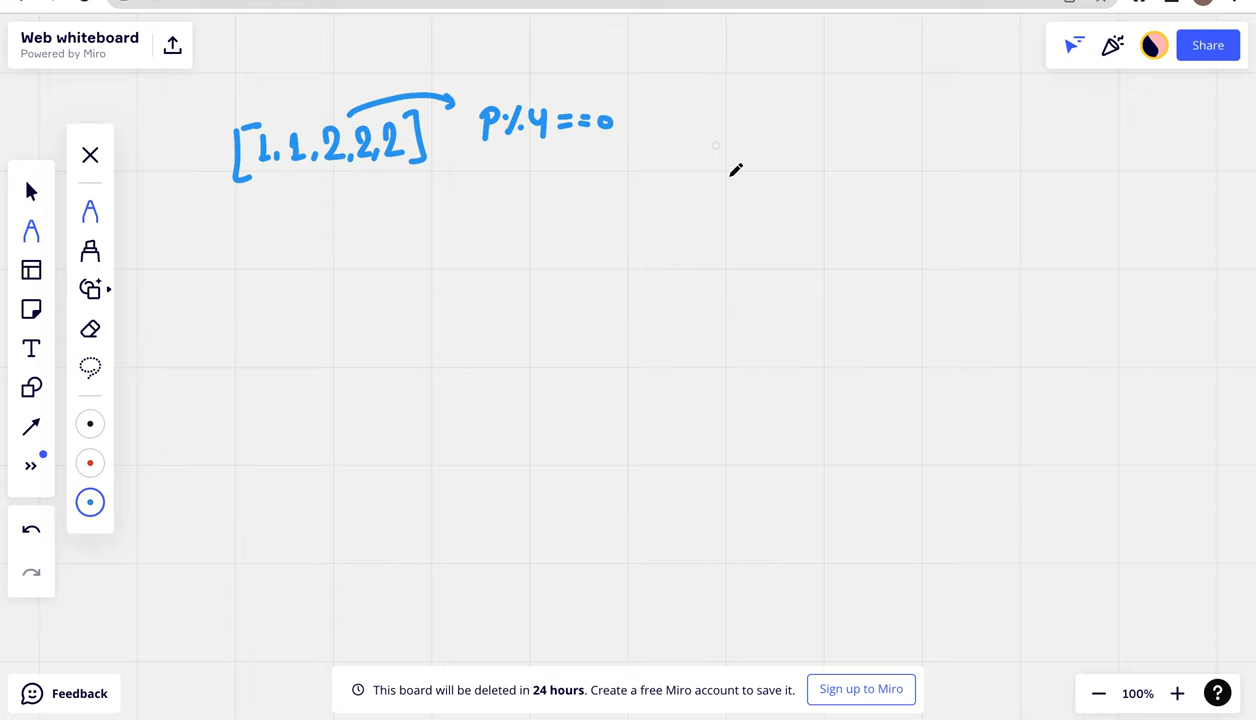 Web whiteboard
Powered by Miro
Share
[1,1,2,2,2] P%4==0
This board will be deleted in 24 hours. Create a free Miro account to save it.
Sign up to Miro
Feedback
100%